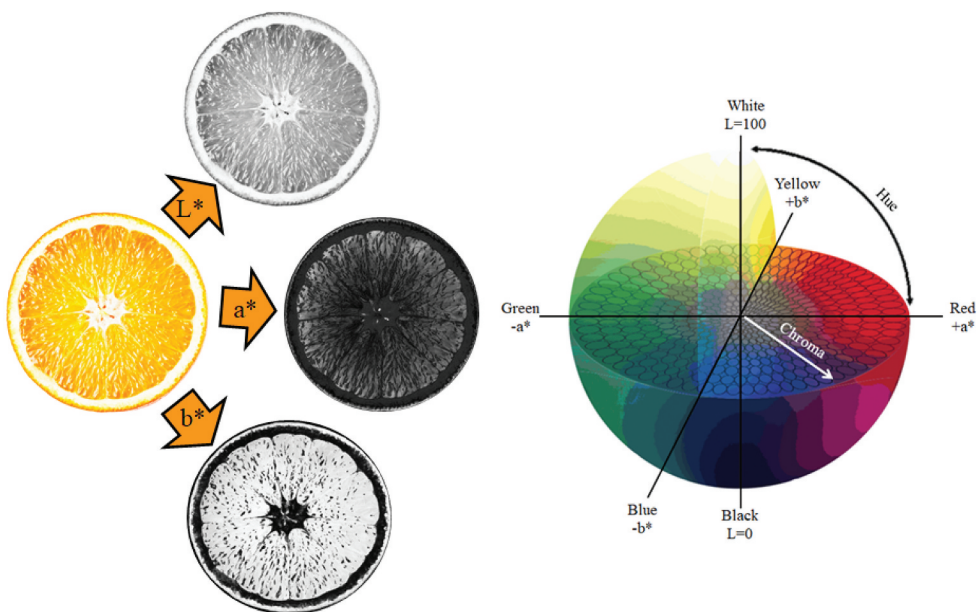 L*
a*
b*
White
L=100
Yellow
+b*
Hue
Green
-a*
Red
+a*
Chroma
Blue
-b*
Black
L=0